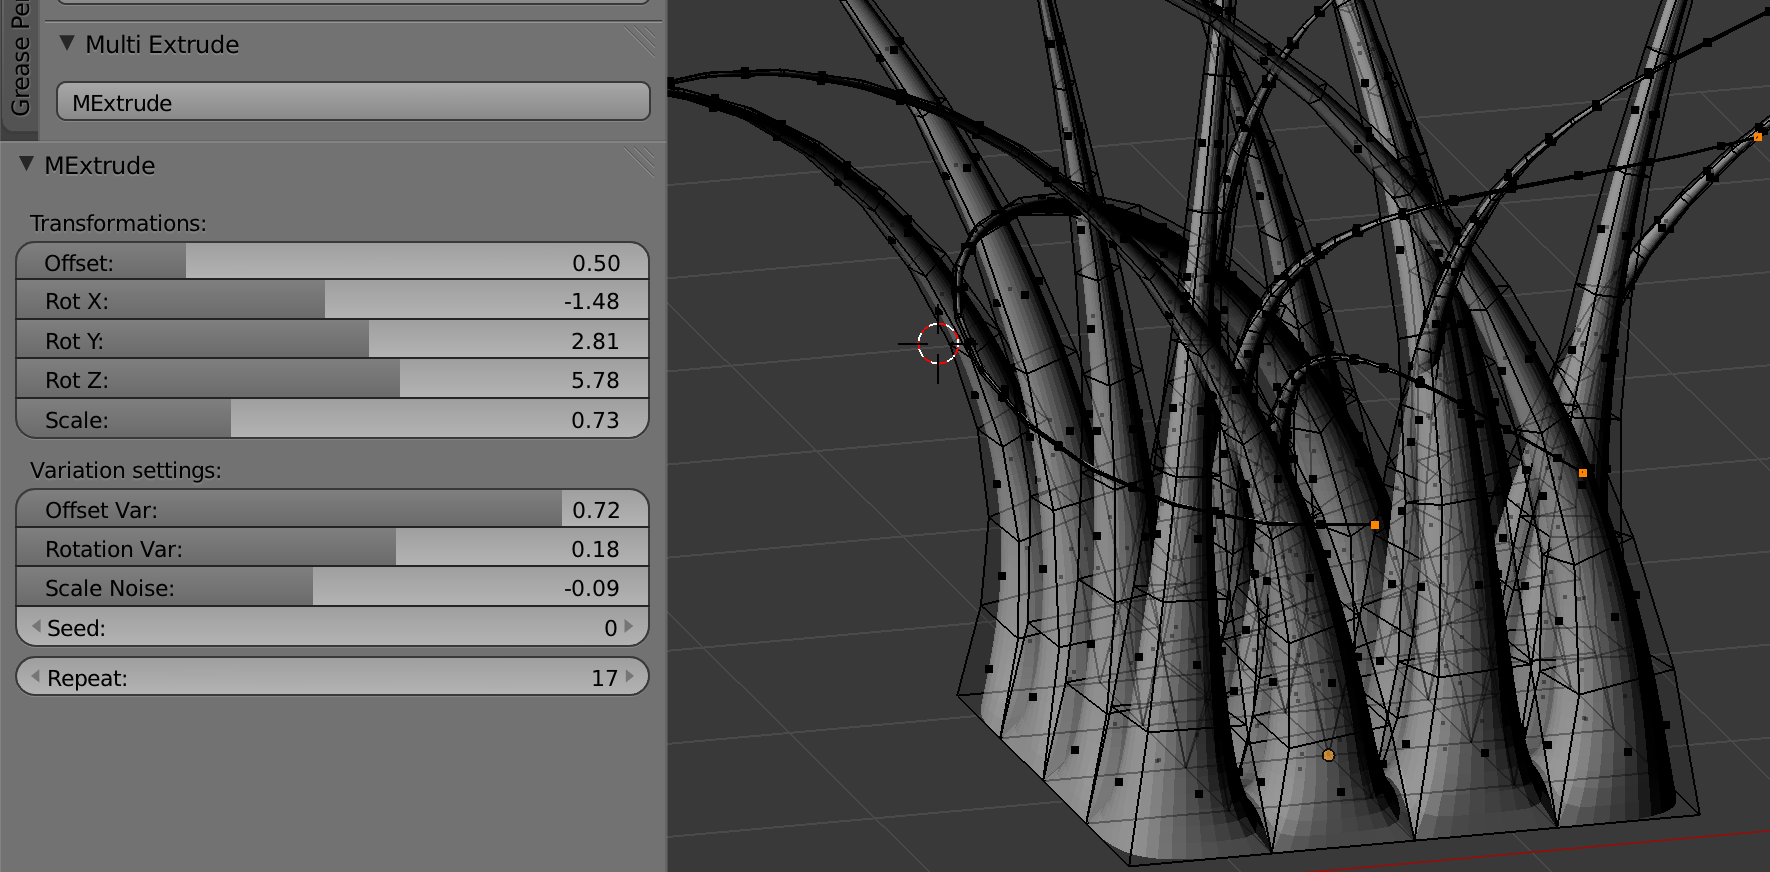 Grease Pe
Multi Extrude
MExtrude
MExtrude
Transformations:
Offset: 0.50
Rot X: -1.48
Rot Y: 2.81
Rot Z: 5.78
Scale: 0.73
Variation settings:
Offset Var: 0.72
Rotation Var: 0.18
Scale Noise: -0.09
Seed: 0
Repeat: 17